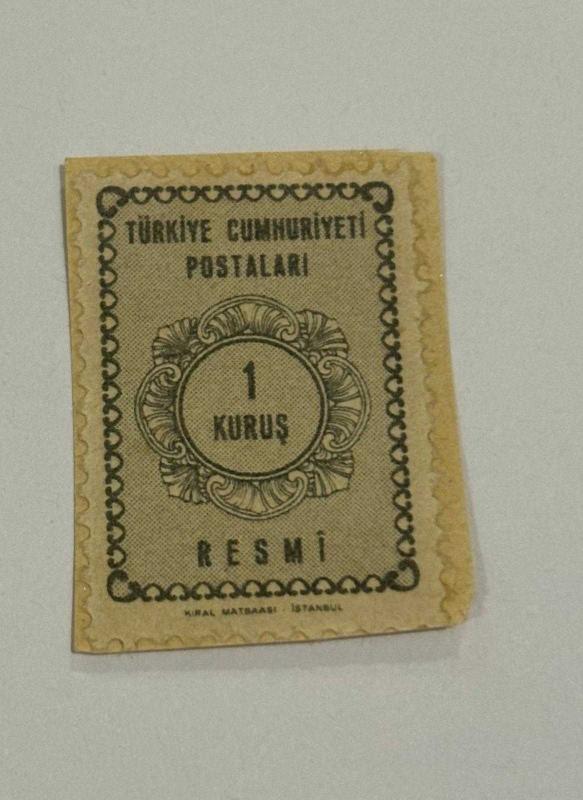 TÜRKİYE CUMHURİYETİ
POSTALARI
1
KURUŞ
RESMÎ
KIRAL MATBAASI - İSTANBUL